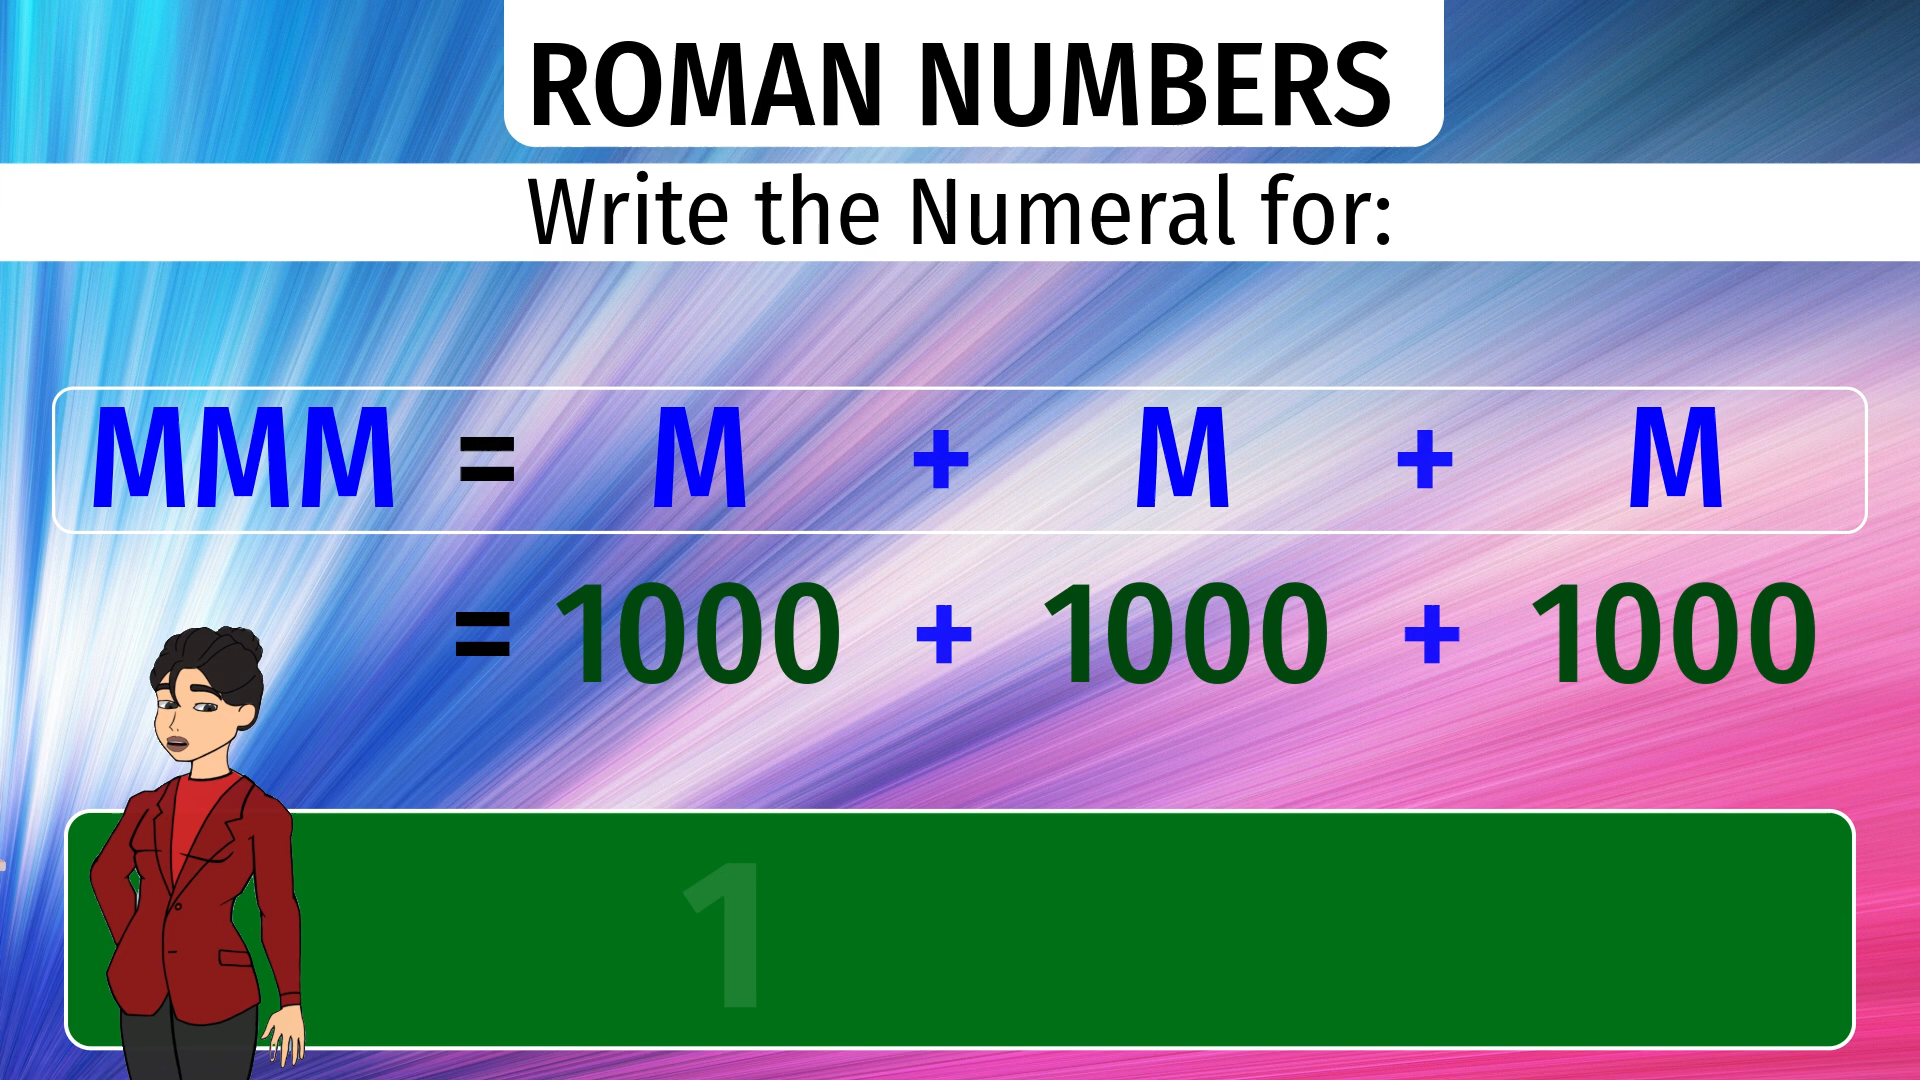 ROMAN NUMBERS
Write the Numeral for:
MMM = M + M + M
= 1000 + 1000 + 1000
1